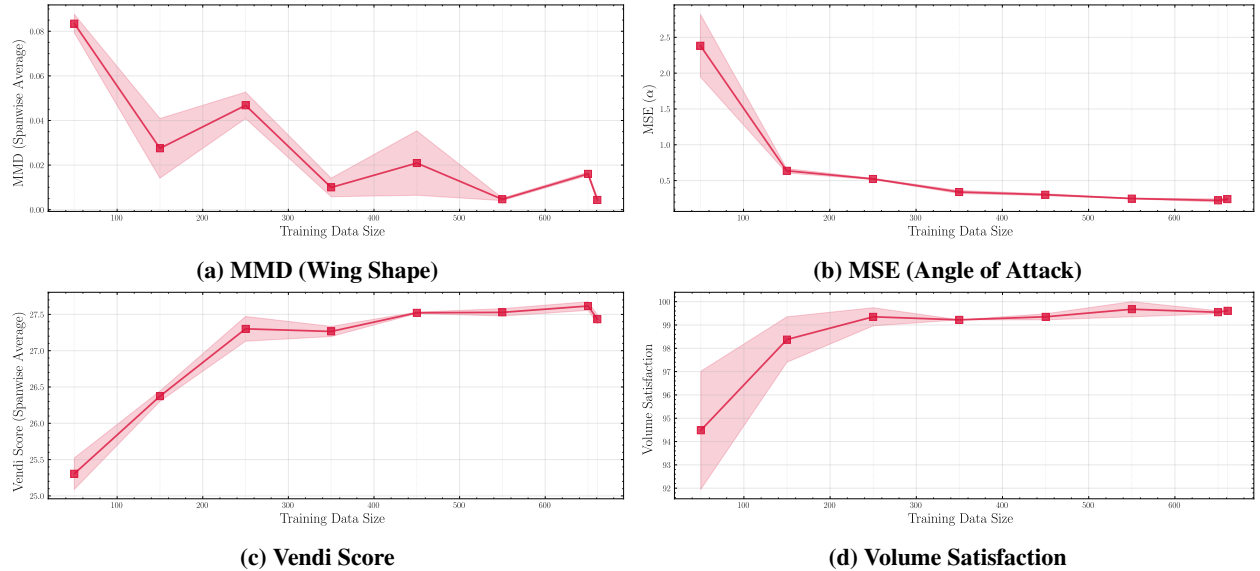 0.08
0.06
0.04
0.02
0.00
MMD (Spanwise Average)
100 200 300 400 500 600
Training Data Size
(a) MMD (Wing Shape)
2.5
2.0
1.5
1.0
0.5
MSE (α)
100 200 300 400 500 600
Training Data Size
(b) MSE (Angle of Attack)
27.5
27.0
26.5
26.0
25.5
25.0
Vendi Score (Spanwise Average)
100 200 300 400 500 600
Training Data Size
(c) Vendi Score
100
99
98
97
96
95
94
93
92
Volume Satisfaction
100 200 300 400 500 600
Training Data Size
(d) Volume Satisfaction